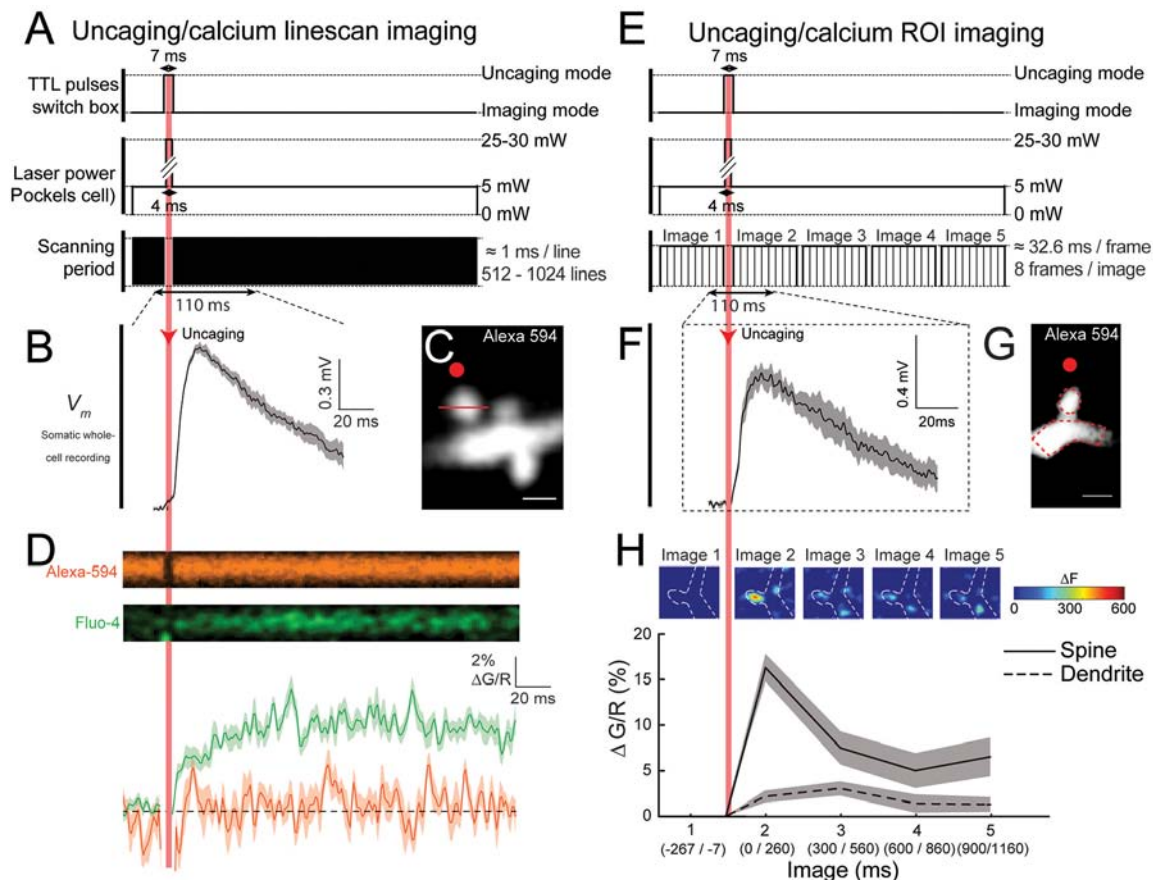 A Uncaging/calcium linescan imaging
7 ms
TTL pulses
switch box
Uncaging mode
Imaging mode
Laser power
Pockels cell)
25-30 mW
5 mW
4 ms
0 mW
Scanning
period
≈ 1 ms / line
512 - 1024 lines
110 ms
B
Uncaging
Vm
Somatic whole-
cell recording
0.3 mV
20 ms
C Alexa 594
D
Alexa-594
Fluo-4
2%
ΔG/R
20 ms
E Uncaging/calcium ROI imaging
7 ms
Uncaging mode
Imaging mode
25-30 mW
5 mW
4 ms
0 mW
Image 1 Image 2 Image 3 Image 4 Image 5
≈ 32.6 ms / frame
8 frames / image
110 ms
F
Uncaging
0.4 mV
20ms
G Alexa 594
H
Image 1 Image 2 Image 3 Image 4 Image 5
ΔF
0 300 600
Spine
Dendrite
Δ G/R (%)
20
15
10
5
0
1 2 3 4 5
(-267 / -7) (0 / 260) (300 / 560) (600 / 860) (900/1160)
Image (ms)